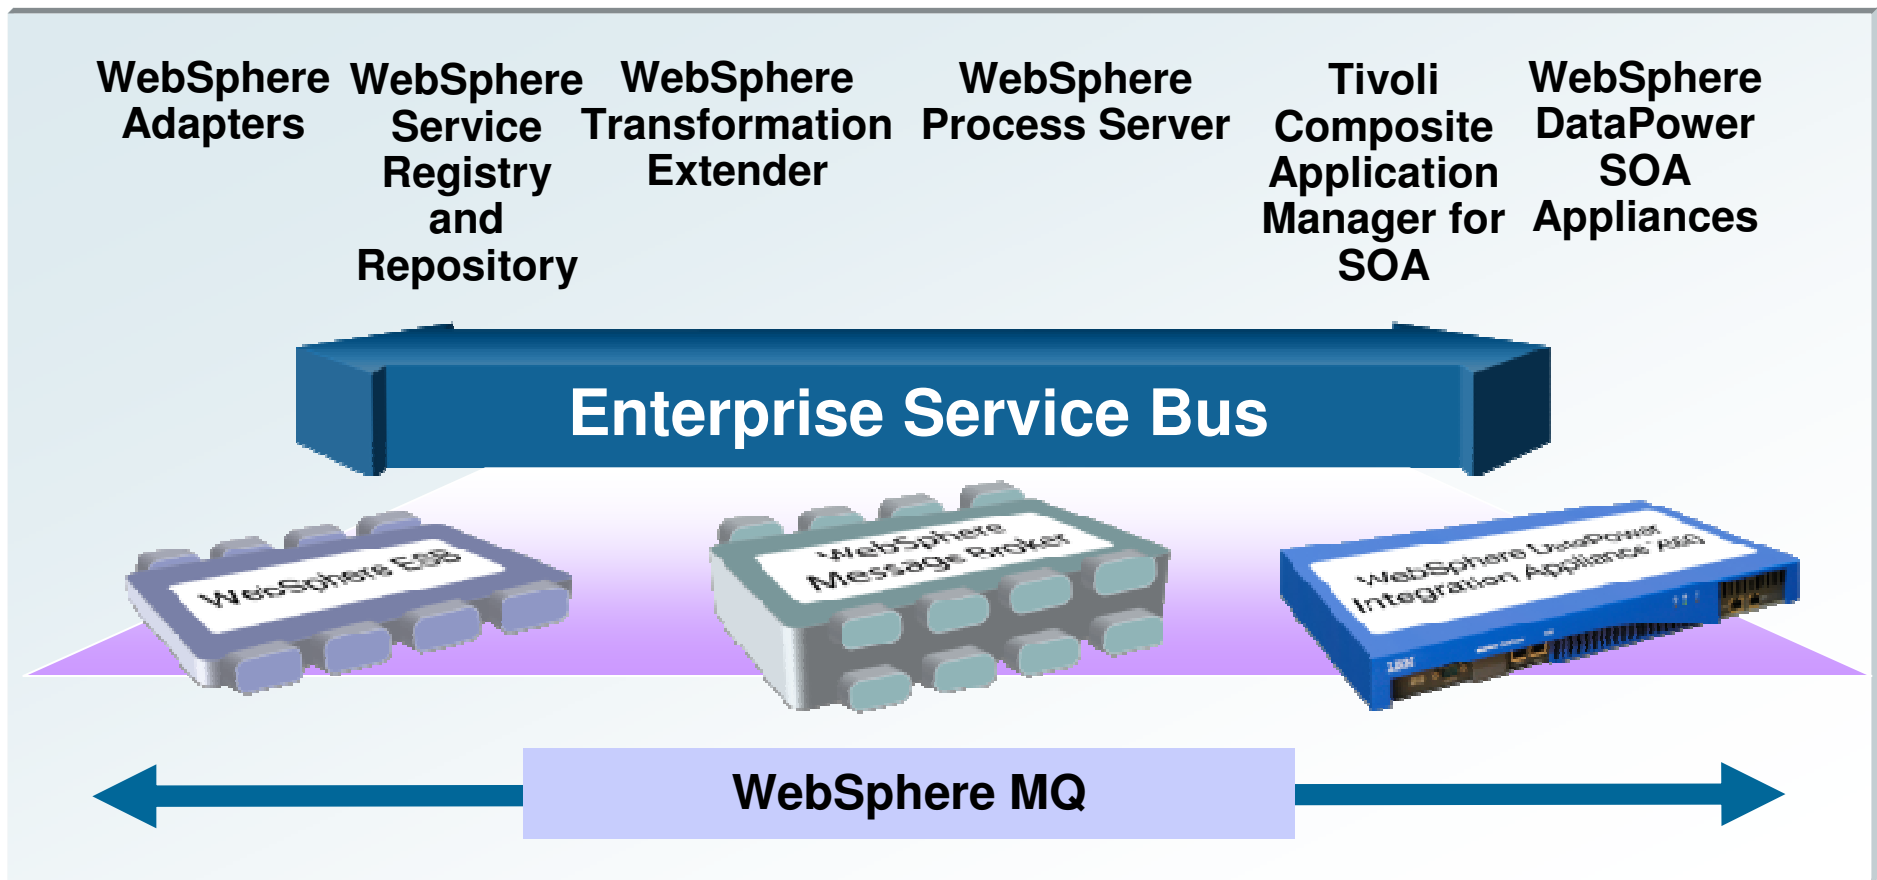 WebSphere
Adapters
WebSphere
Service
Registry
and
Repository
WebSphere
Transformation
Extender
WebSphere
Process Server
Tivoli
Composite
Application
Manager for
SOA
WebSphere
DataPower
SOA
Appliances
Enterprise Service Bus
WebSphere ESB
WebSphere
Message Broker
WebSphere DataPower
Integration Appliance
IBM
WebSphere MQ